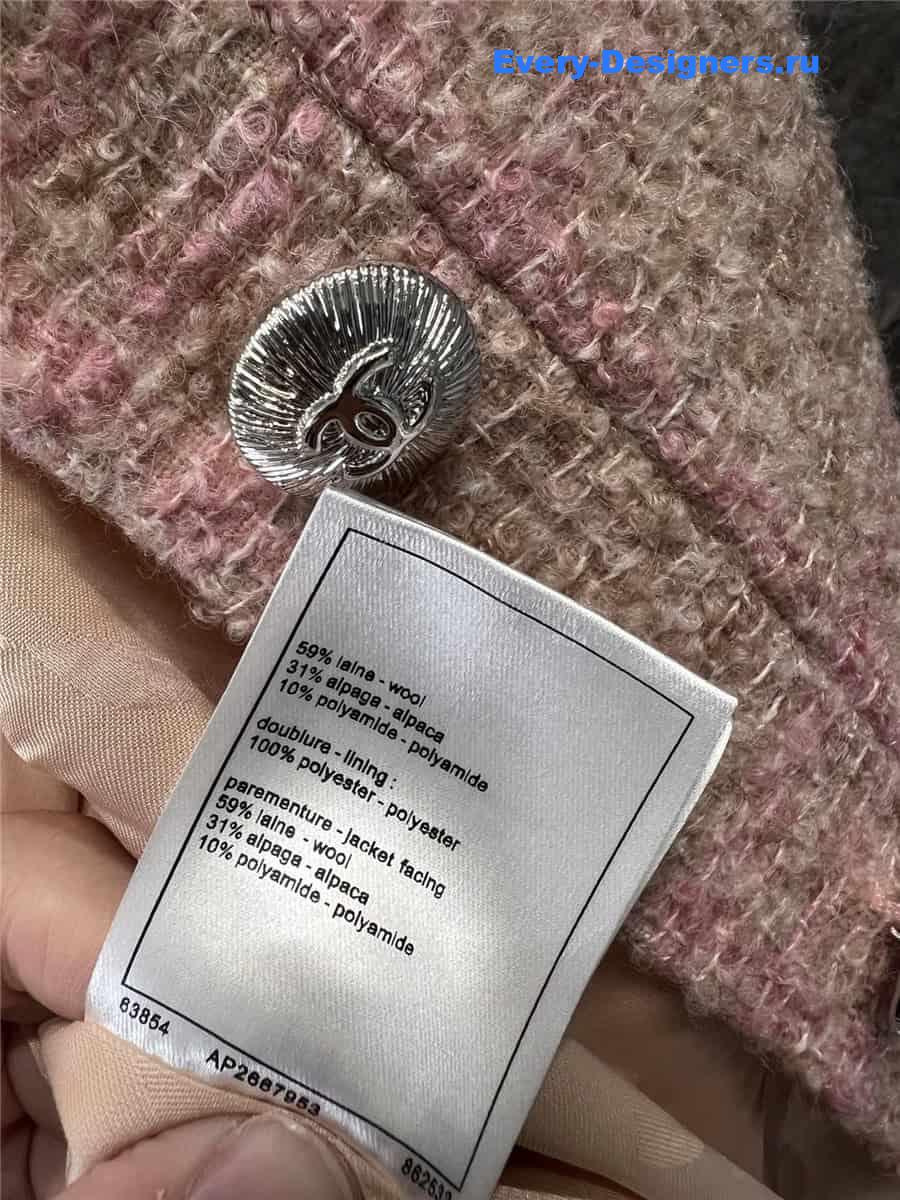 Every-Designers.ru
59% laine - wool
31% alpaga - alpaca
10% polyamide - polyamide
doublure - lining :
100% polyester - polyester
parementure - jacket facing
59% laine - wool
31% alpaga - alpaca
10% polyamide - polyamide
63854
AP2667953